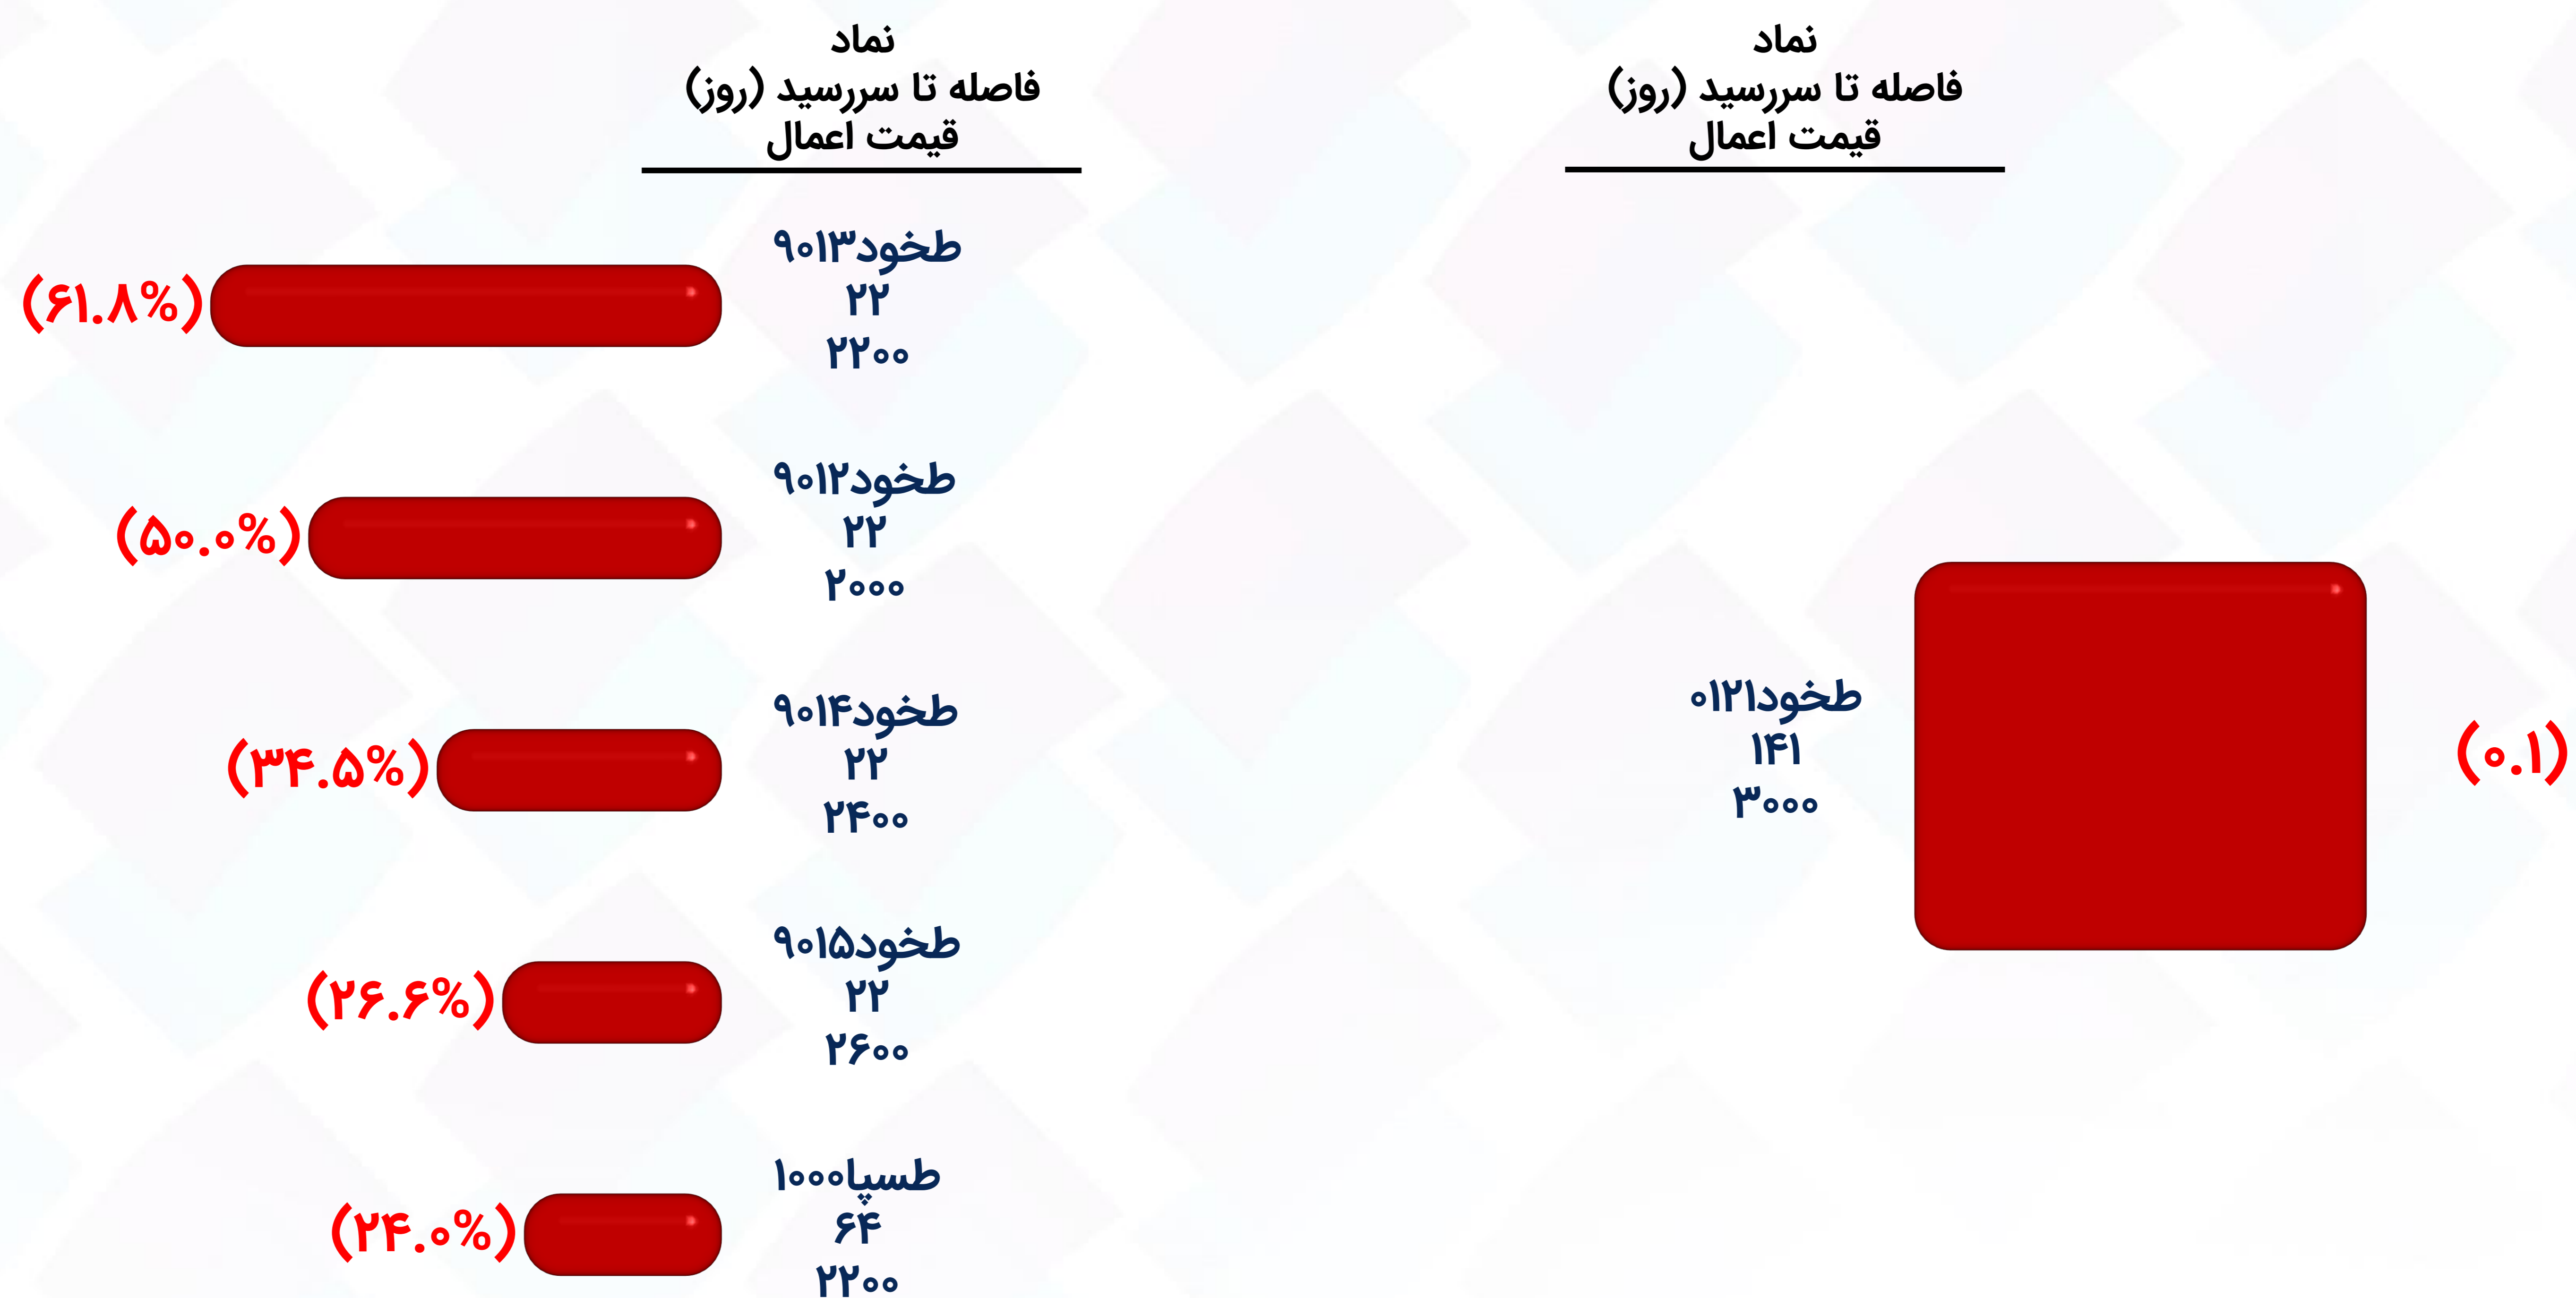 نماد
فاصله تا سررسید (روز)
قیمت اعمال
طخود۰۱۲۱
۱۴۱
۳۰۰۰
(۰.۱)
نماد
فاصله تا سررسید (روز)
قیمت اعمال
طخود۹۰۱۳
۲۲
۲۲۰۰
(۶۱.۸%)
طخود۹۰۱۲
۲۲
۲۰۰۰
(۵۰.۰%)
طخود۹۰۱۴
۲۲
۲۴۰۰
(۳۴.۵%)
طخود۹۰۱۵
۲۲
۲۶۰۰
(۲۶.۶%)
طسپا۱۰۰۰
۶۴
۲۲۰۰
(۲۴.۰%)